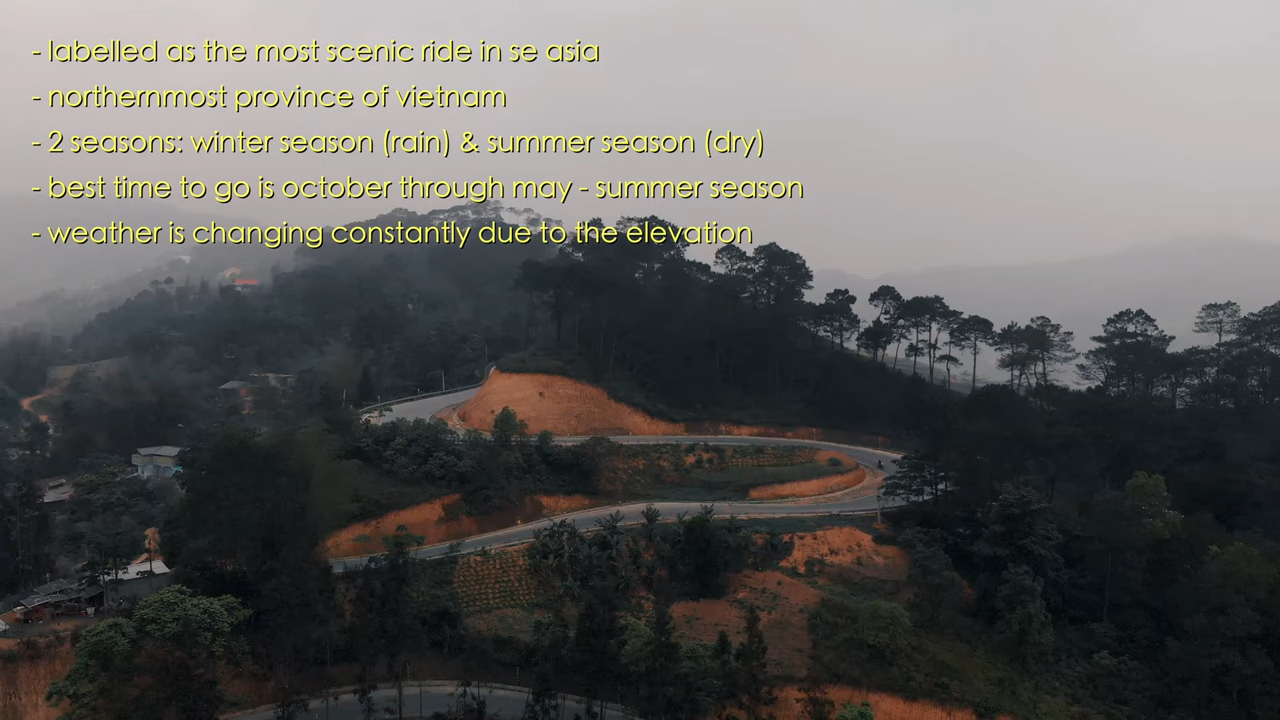 - labelled as the most scenic ride in se asia
- northernmost province of vietnam
- 2 seasons: winter season (rain) & summer season (dry)
- best time to go is october through may - summer season
- weather is changing constantly due to the elevation